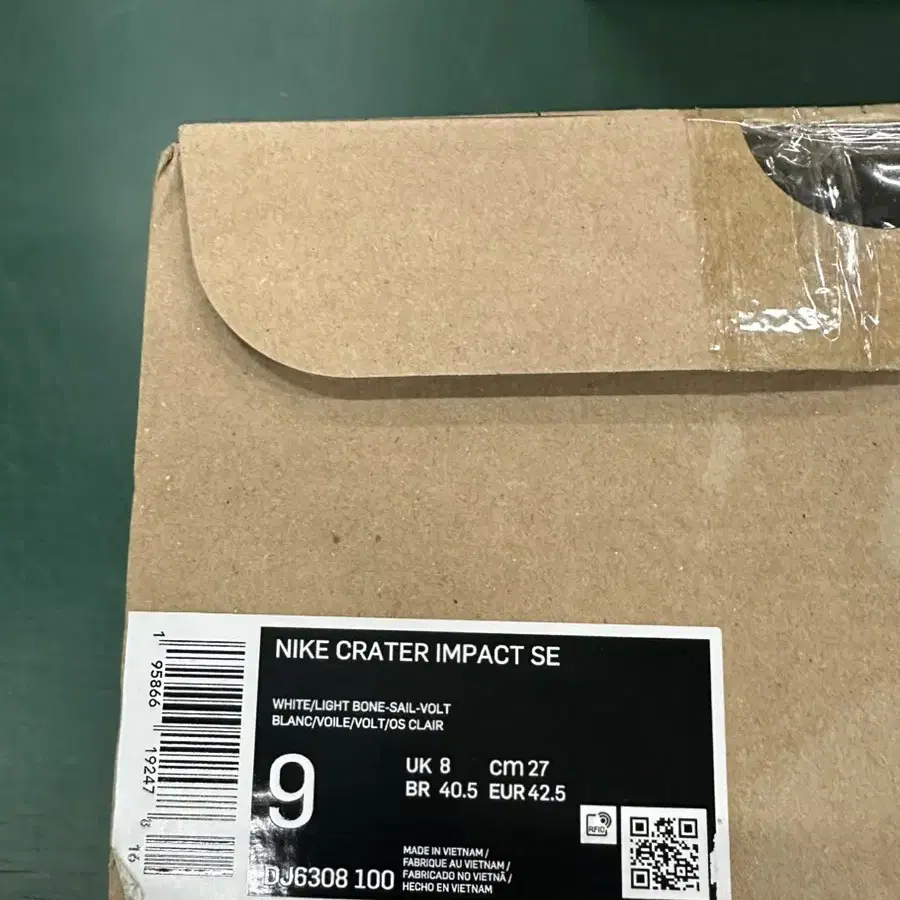 NIKE CRATER IMPACT SE
WHITE/LIGHT BONE-SAIL-VOLT
BLANC/VOILE/VOLT/OS CLAIR
9
UK 8 cm 27
BR 40.5 EUR 42.5
RFID
DJ6308 100
MADE IN VIETNAM /
FABRIQUE AU VIETNAM /
FABRICADO NO VIETNÃ /
HECHO EN VIETNAM
1 95866 19247
16